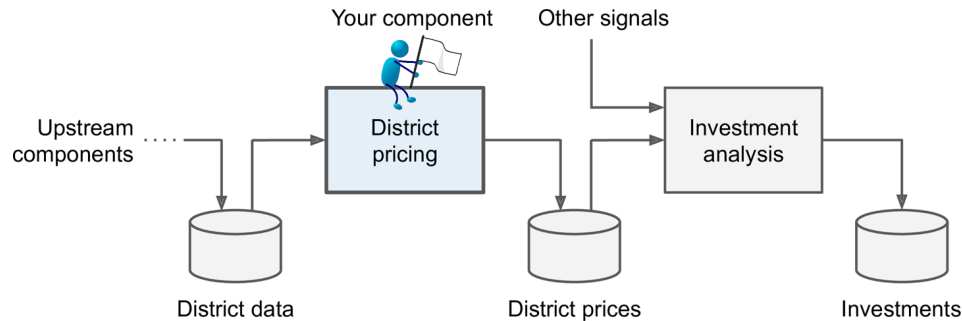 Your component
Other signals
Upstream
components
District
pricing
Investment
analysis
District data
District prices
Investments